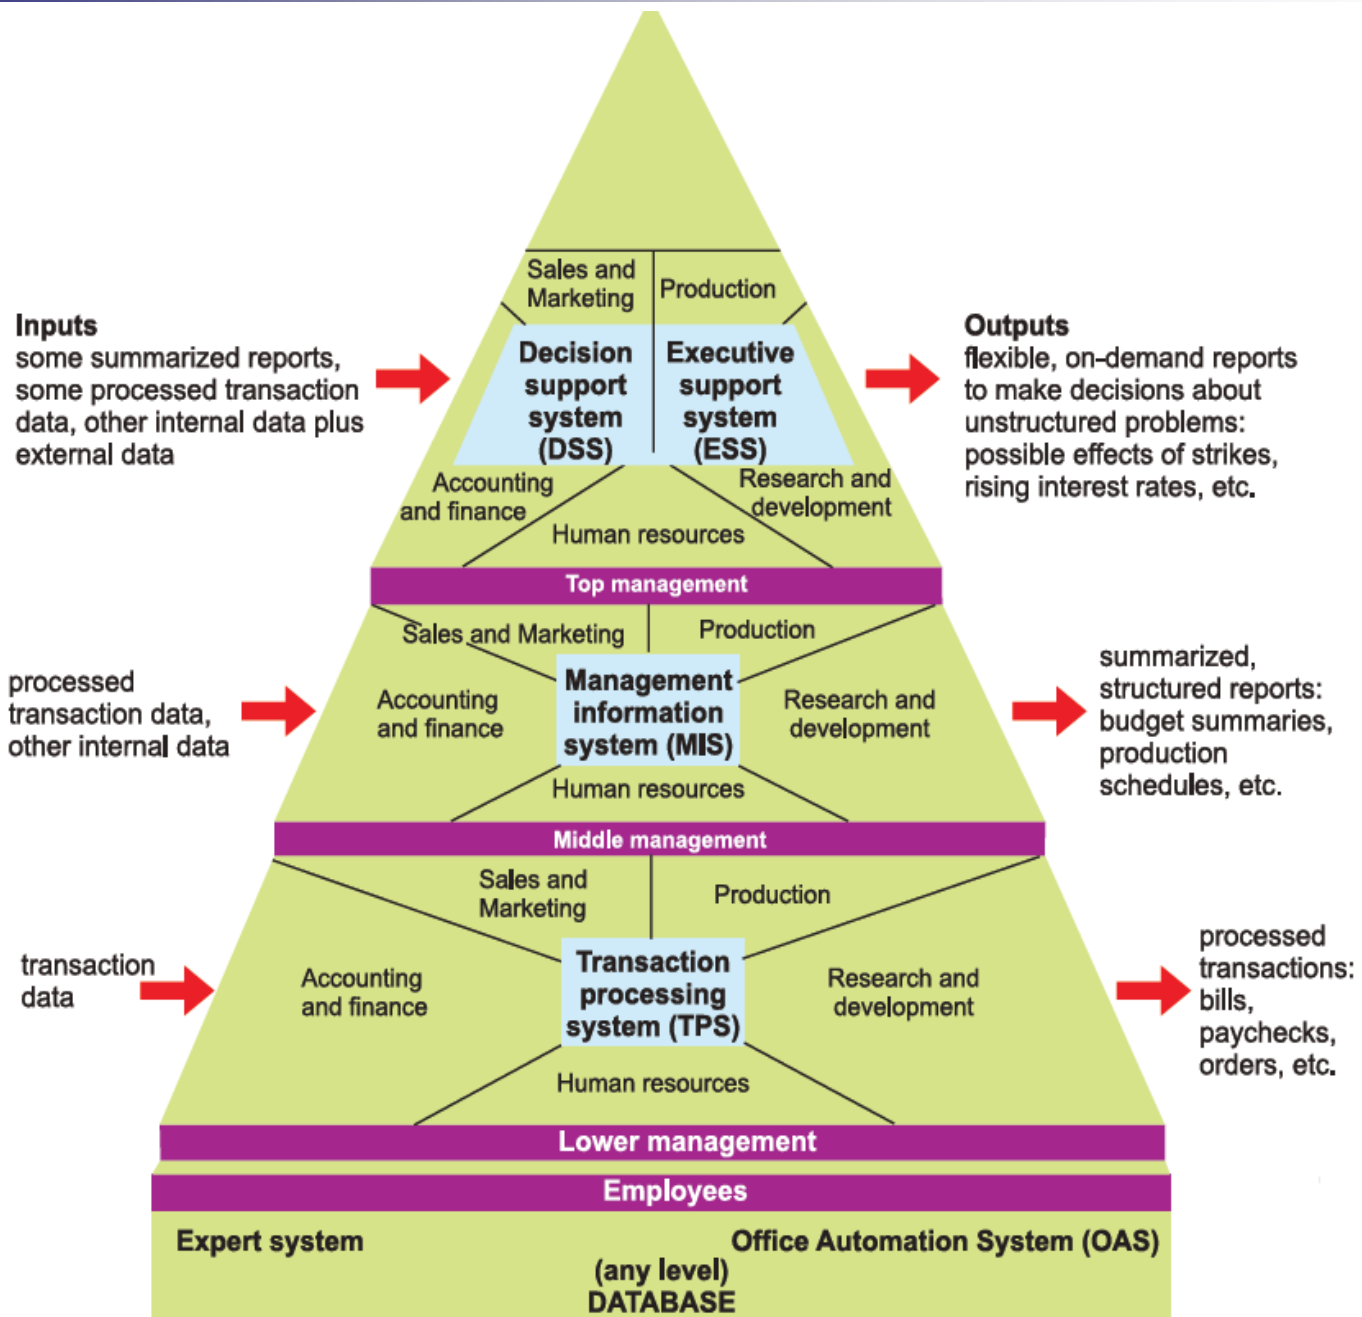 Sales and
Marketing
Production
Inputs
some summarized reports,
some processed transaction
data, other internal data plus
external data
Decision
support
system
(DSS)
Executive
support
system
(ESS)
Outputs
flexible, on-demand reports
to make decisions about
unstructured problems:
possible effects of strikes,
rising interest rates, etc.
Accounting
and finance
Human resources
Research and
development
Top management
Sales and Marketing
Production
processed
transaction data,
other internal data
Accounting
and finance
Management
information
system (MIS)
Research and
development
summarized,
structured reports:
budget summaries,
production
schedules, etc.
Human resources
Middle management
Sales and
Marketing
Production
transaction
data
Accounting
and finance
Transaction
processing
system (TPS)
Research and
development
processed
transactions:
bills,
paychecks,
orders, etc.
Human resources
Lower management
Employees
Expert system
Office Automation System (OAS)
(any level)
DATABASE